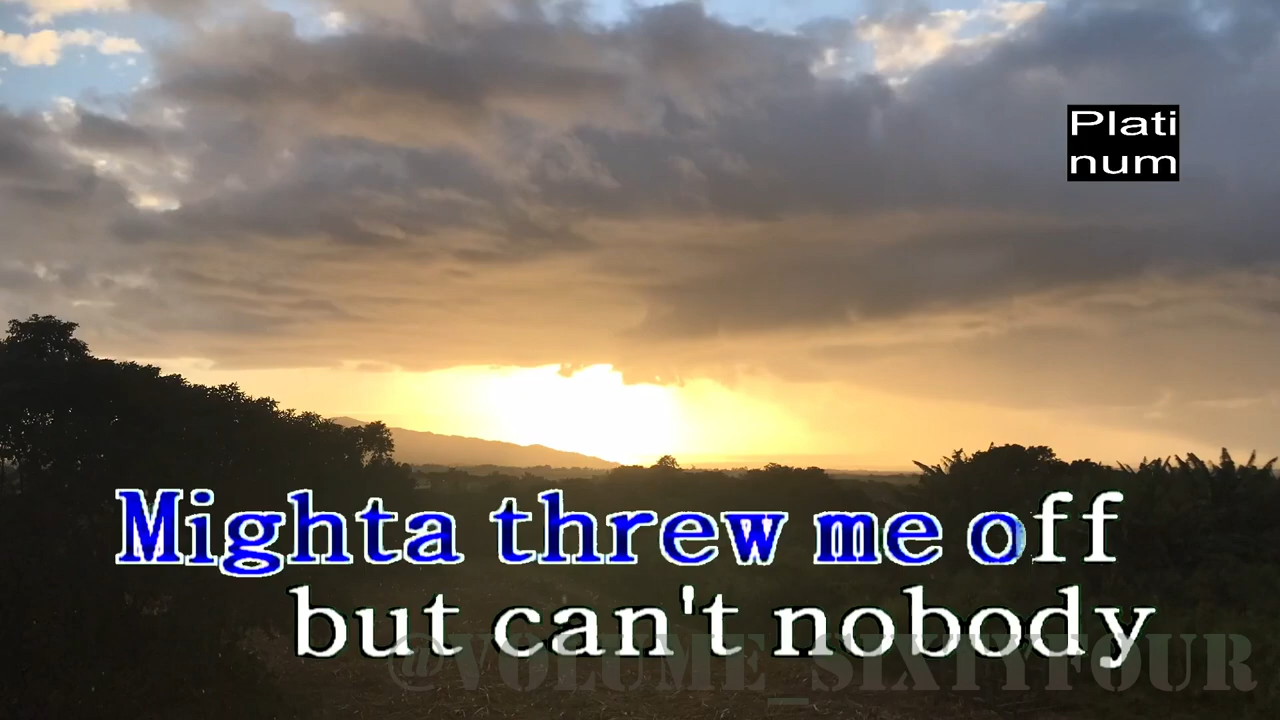 Plati
num
Mighta threw me off
but can't nobody
@VOLUME_SIXTYFOUR